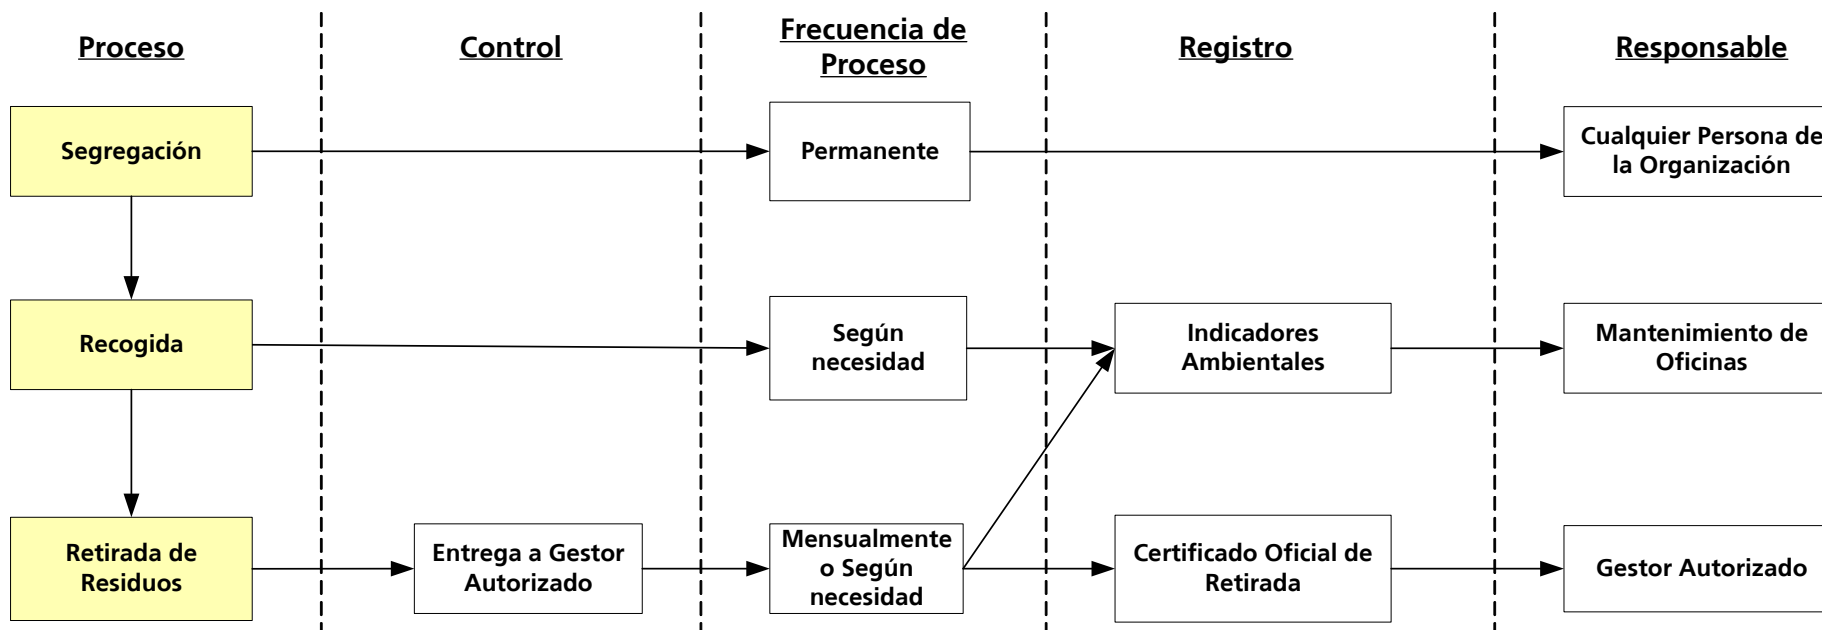 Proceso
Control
Frecuencia de
Proceso
Registro
Responsable
Segregación
Permanente
Cualquier Persona de
la Organización
Recogida
Según
necesidad
Indicadores
Ambientales
Mantenimiento de
Oficinas
Retirada de
Residuos
Entrega a Gestor
Autorizado
Mensualmente
o Según
necesidad
Certificado Oficial de
Retirada
Gestor Autorizado